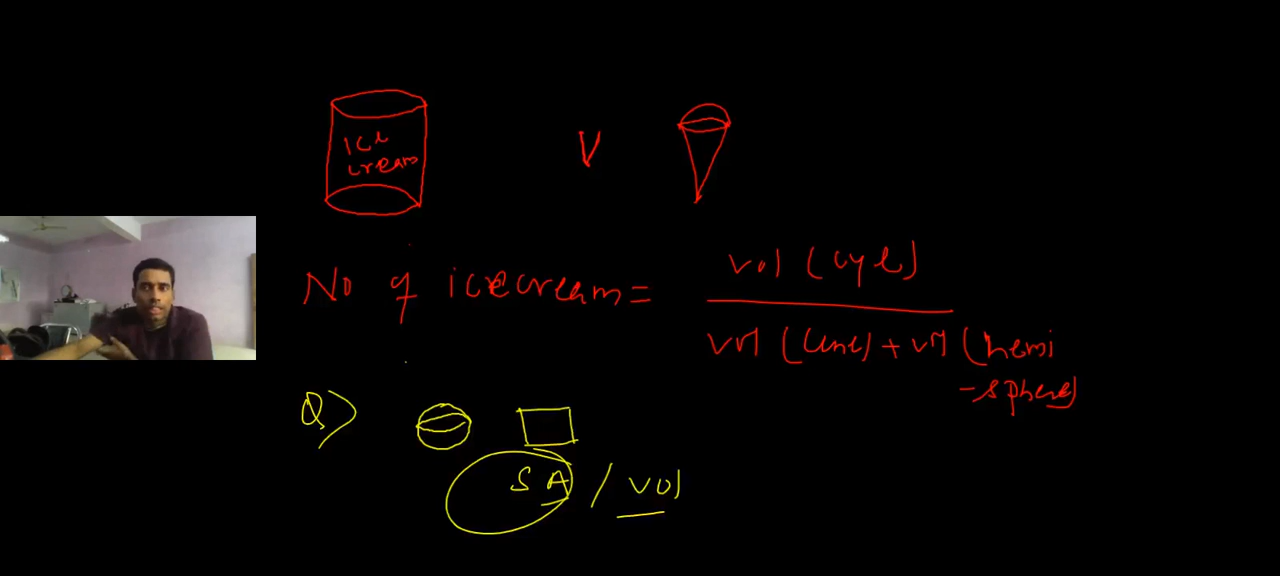 ice
cream
V
No of icecream = vol (cyl)
vol (cone) + vol (hemi
-sphere)
Q)
SA / vol